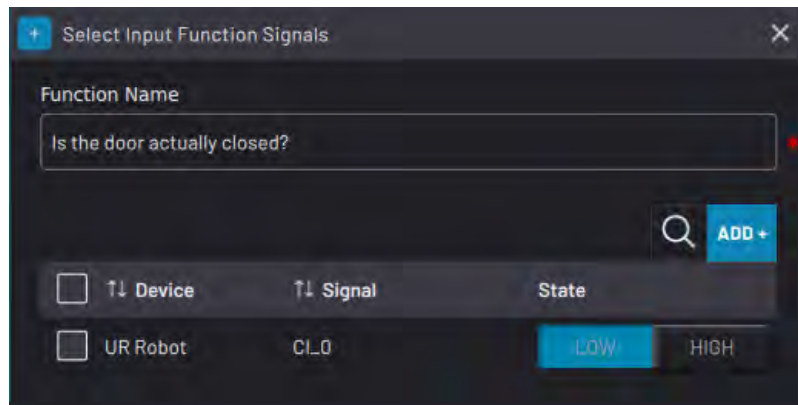 + Select Input Function Signals ×
Function Name
Is the door actually closed?
ADD +
↑↓ Device ↑↓ Signal State
UR Robot CI_0 LOW HIGH